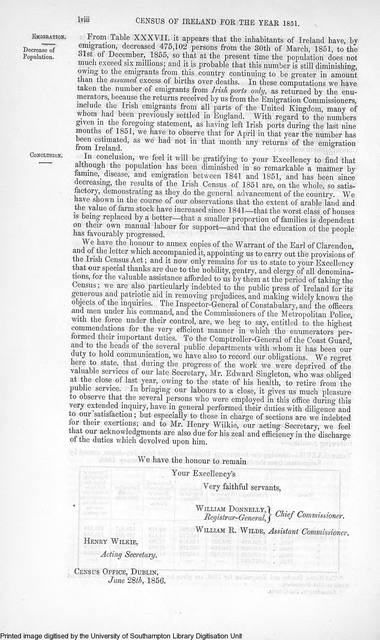 lviii CENSUS OF IRELAND FOR THE YEAR 1851.
EMIGRATION.
Decrease of
Population.
From Table XXXVII. it appears that the inhabitants of Ireland have, by
emigration, decreased 475,102 persons from the 30th of March, 1851, to the
31st of December, 1855, so that at the present time the population does not
much exceed six millions; and it is probable that this number is still diminishing,
owing to the emigrants from this country continuing to be greater in amount
than the assumed excess of births over deaths. In these computations we have
taken the number of emigrants from Irish ports only, as returned by the enu-
merators, because the returns received by us from the Emigration Commissioners,
include the Irish emigrants from all parts of the United Kingdom, many of
whom had been previously settled in England. With regard to the numbers
given in the foregoing statement, as having left Irish ports during the last nine
months of 1851, we have to observe that for April in that year the number has
been estimated, as we had not in that month any returns of the emigration
from Ireland.
CONCLUSION.
In conclusion, we feel it will be gratifying to your Excellency to find that
although the population has been diminished in so remarkable a manner by
famine, disease, and emigration between 1841 and 1851, and has been since
decreasing, the results of the Irish Census of 1851 are, on the whole, so satis-
factory, demonstrating as they do the general advancement of the country. We
have shown in the course of our observations that the extent of arable land and
the value of farm stock have increased since 1841—that the worst class of houses
is being replaced by a better—that a smaller proportion of families is dependent
on their own manual labour for support—and that the education of the people
has favourably progressed.
We have the honour to annex copies of the Warrant of the Earl of Clarendon,
and of the letter which accompanied it, appointing us to carry out the provisions of
the Irish Census Act; and it now only remains for us to state to your Excellency
that our special thanks are due to the nobility, gentry, and clergy of all denomina-
tions, for the valuable assistance afforded to us by them at the period of taking the
Census; we are also particularly indebted to the public press of Ireland for its
generous and patriotic aid in removing prejudices, and making widely known the
objects of the inquiries. The Inspector-General of Constabulary, and the officers
and men under his command, and the Commissioners of the Metropolitan Police,
with the force under their control, are, we beg to say, entitled to the highest
commendations for the very efficient manner in which the enumerators per-
formed their important duties. To the Comptroller-General of the Coast Guard,
and to the heads of the several public departments with whom it has been our
duty to hold communication, we have also to record our obligations. We regret
here to state, that during the progress of the work we were deprived of the
valuable services of our late Secretary, Mr. Edward Singleton, who was obliged
at the close of last year, owing to the state of his health, to retire from the
public service. In bringing our labours to a close, it gives us much pleasure
to observe that the several persons who were employed in this office during this
very extended inquiry, have in general performed their duties with diligence and
to our satisfaction; but especially to those in charge of sections are we indebted
for their exertions; and to Mr. Henry Wilkie, our acting Secretary, we feel
that our acknowledgments are also due for his zeal and efficiency in the discharge
of the duties which devolved upon him.
We have the honour to remain
Your Excellency's
Very faithful servants,
WILLIAM DONNELLY, } Chief Commissioner.
Registrar-General,
WILLIAM R. WILDE, Assistant Commissioner.
HENRY WILKIE,
Acting Secretary.
CENSUS OFFICE, DUBLIN,
June 28th, 1856.
Printed image digitised by the University of Southampton Library Digitisation Unit